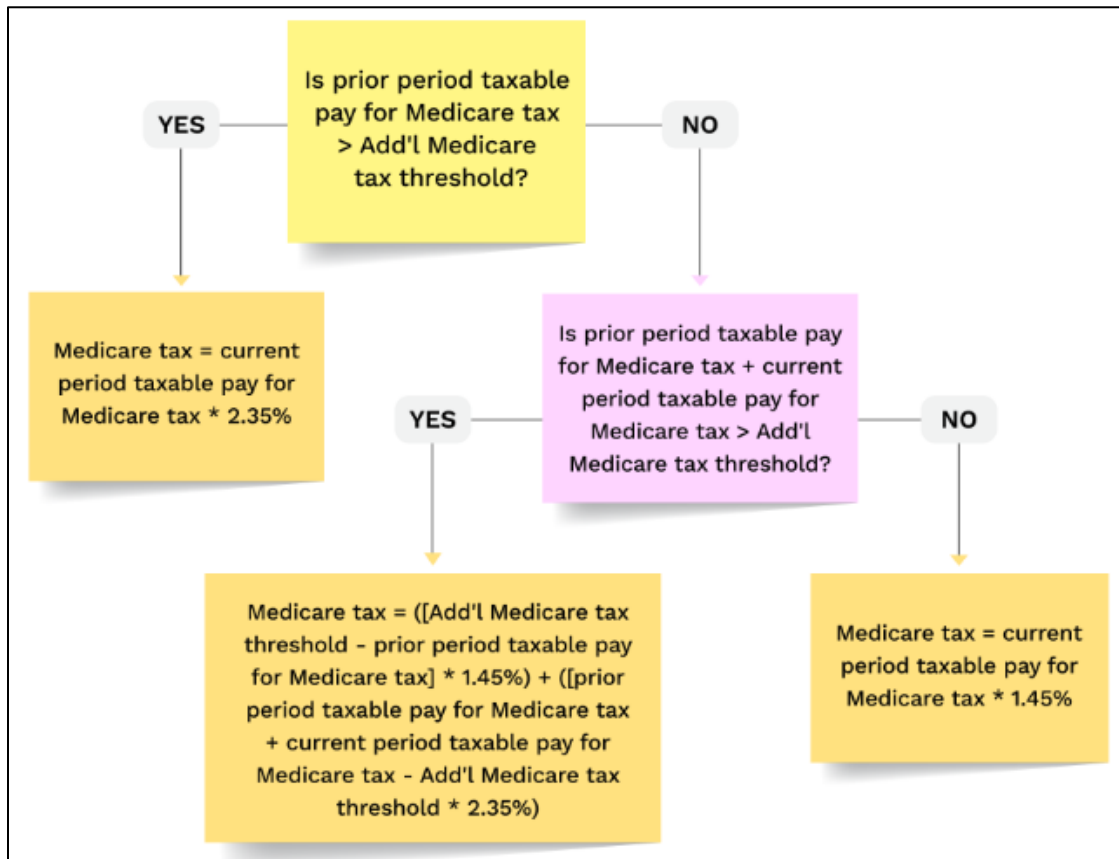 Is prior period taxable
pay for Medicare tax
> Add'l Medicare
tax threshold?
YES
NO
Medicare tax = current
period taxable pay for
Medicare tax * 2.35%
Is prior period taxable pay
for Medicare tax + current
period taxable pay for
Medicare tax > Add'l
Medicare tax threshold?
YES
NO
Medicare tax = ([Add'l Medicare tax
threshold - prior period taxable pay
for Medicare tax] * 1.45%) + ([prior
period taxable pay for Medicare tax
+ current period taxable pay for
Medicare tax - Add'l Medicare tax
threshold * 2.35%)
Medicare tax = current
period taxable pay for
Medicare tax * 1.45%